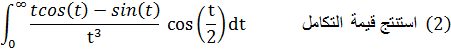 (2) استنتج قيمة التكامل ∫₀^∞ (tcos(t) − sin(t))/t³ cos(t/2) dt